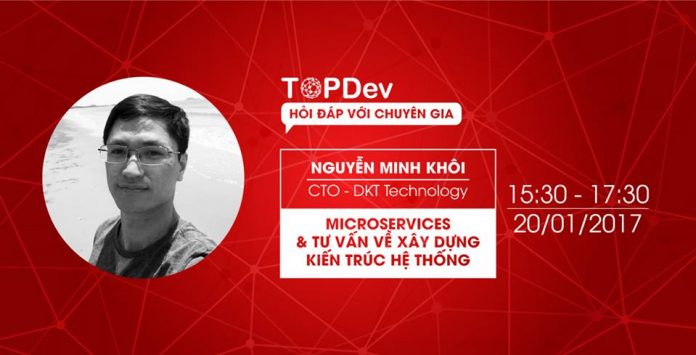 TOPDev
HỎI ĐÁP VỚI CHUYÊN GIA
NGUYỄN MINH KHÔI
CTO - DKT Technology
MICROSERVICES
& TƯ VẤN VỀ XÂY DỰNG
KIẾN TRÚC HỆ THỐNG
15:30 - 17:30
20/01/2017